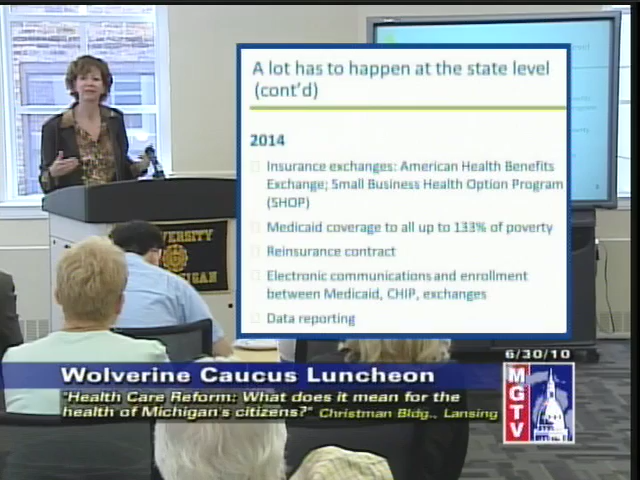 A lot has to happen at the state level
(cont'd)
2014
Insurance exchanges: American Health Benefits
Exchange; Small Business Health Option Program
(SHOP)
Medicaid coverage to all up to 133% of poverty
Reinsurance contract
Electronic communications and enrollment
between Medicaid, CHIP, exchanges
Data reporting
VERSITY
IGAN
6/30/10
Wolverine Caucus Luncheon
"Health Care Reform: What does it mean for the
health of Michigan's citizens?" Christman Bldg., Lansing
MGTV